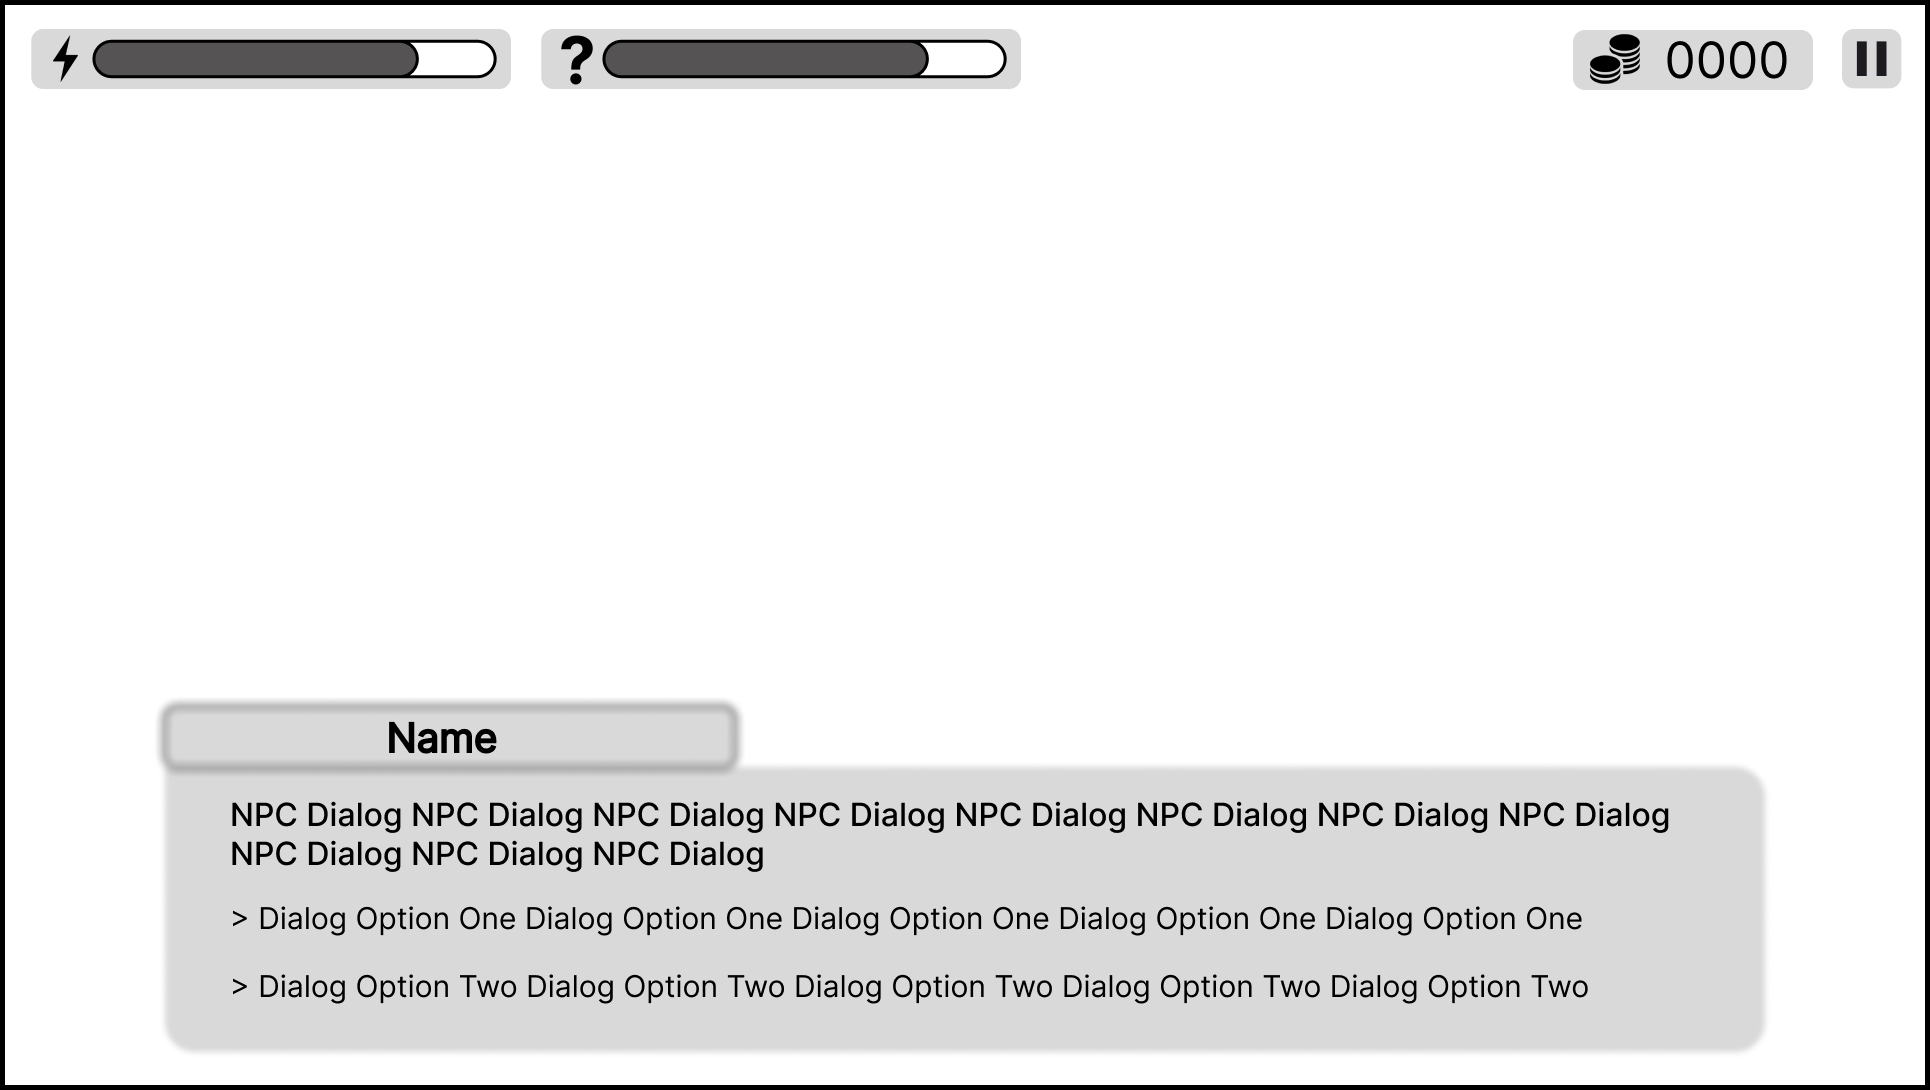 ?
0000
Name
NPC Dialog NPC Dialog NPC Dialog NPC Dialog NPC Dialog NPC Dialog NPC Dialog NPC Dialog
NPC Dialog NPC Dialog NPC Dialog
> Dialog Option One Dialog Option One Dialog Option One Dialog Option One Dialog Option One
> Dialog Option Two Dialog Option Two Dialog Option Two Dialog Option Two Dialog Option Two